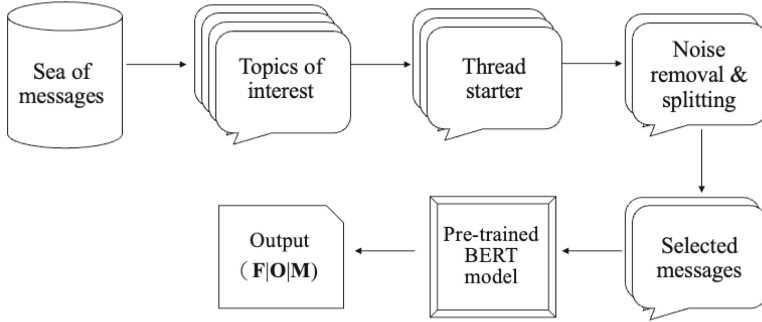 Sea of
messages
Topics of
interest
Thread
starter
Noise
removal &
splitting
Selected
messages
Pre-trained
BERT
model
Output
( F|O|M)